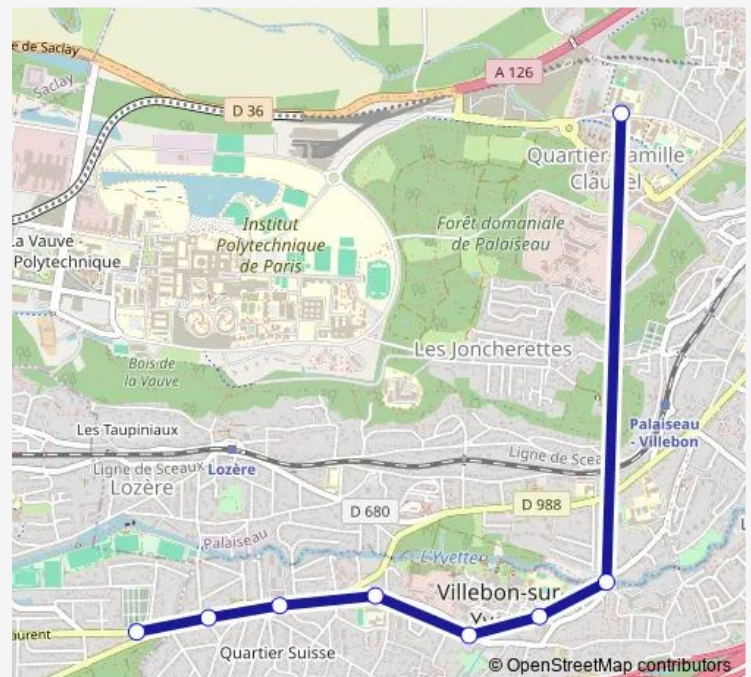 e de Saclay
A 126
Saclay
D 36
Quartier Camille
Claudel
Institut
Polytechnique
de Paris
Forêt domaniale
de Palaiseau
La Vauve -
Polytechnique
Les Joncherettes
Bois de
la Vauve
Les Taupiniaux
Palaiseau
- Villebon
Ligne de Sceaux
Lozère
Ligne de Scea
Lozère
D 680
D 988
Palaiseau
L'Yvette
Villebon-sur-
Yv
aurent
Quartier Suisse
© OpenStreetMap contributors